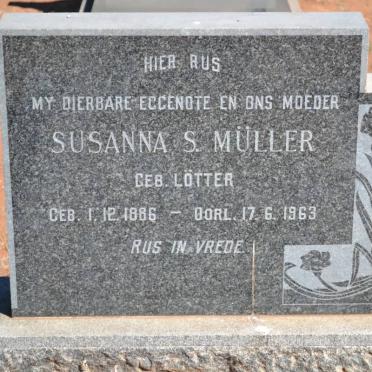 HIER RUS
MY DIERBARE EGGENOTE EN ONS MOEDER
SUSANNA S. MÜLLER
GEB. LÖTTER
GEB. 1.12.1886 – OORL. 17.6.1963
RUS IN VREDE